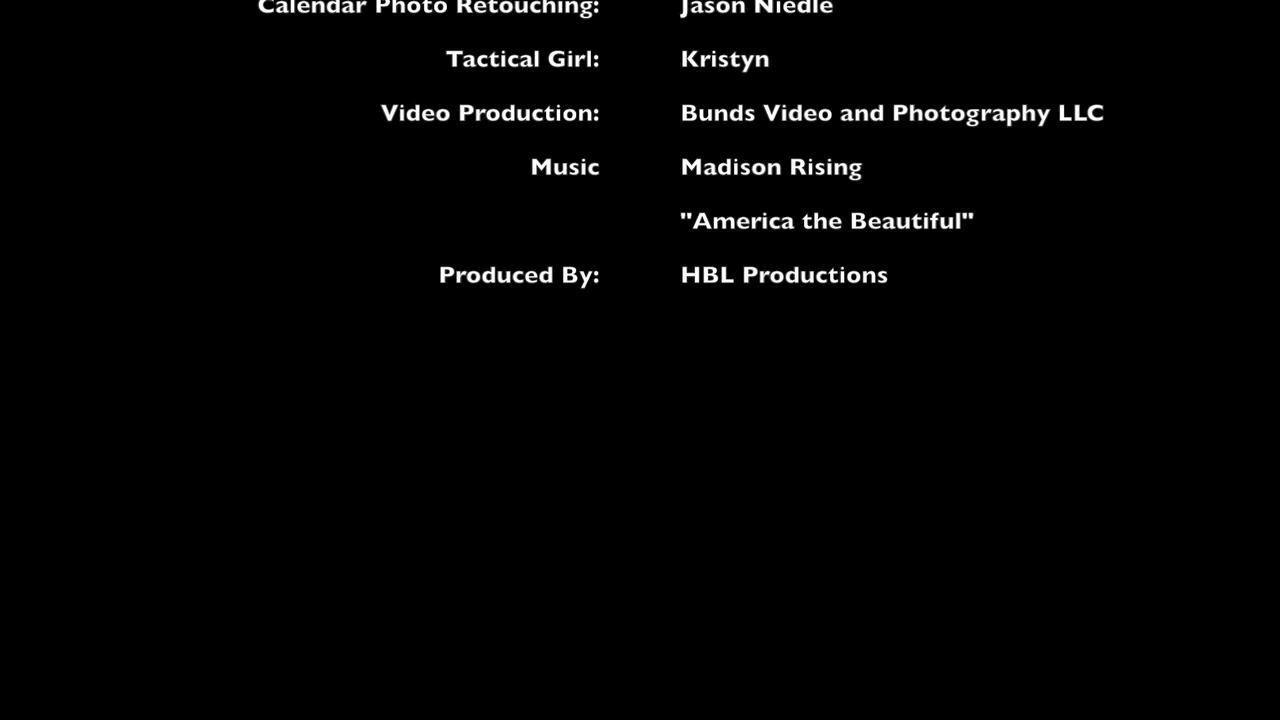 Calendar Photo Retouching: Jason Niedle
Tactical Girl: Kristyn
Video Production: Bunds Video and Photography LLC
Music Madison Rising
"America the Beautiful"
Produced By: HBL Productions